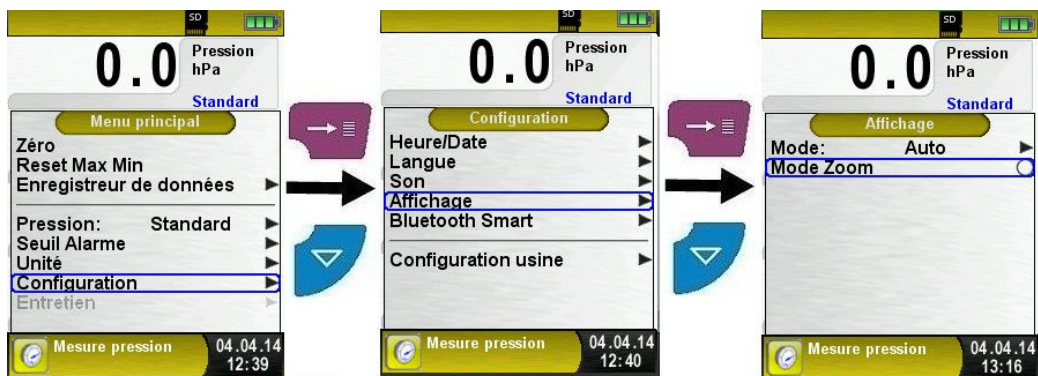 SD
0.0
Pression
hPa
Standard
Menu principal
Zéro
Reset Max Min
Enregistreur de données
Pression: Standard
Seuil Alarme
Unité
Configuration
Entretien
Mesure pression
04.04.14
12:39
SD
0.0
Pression
hPa
Standard
Configuration
Heure/Date
Langue
Son
Affichage
Bluetooth Smart
Configuration usine
Mesure pression
04.04.14
12:40
SD
0.0
Pression
hPa
Standard
Affichage
Mode: Auto
Mode Zoom
Mesure pression
04.04.14
13:16